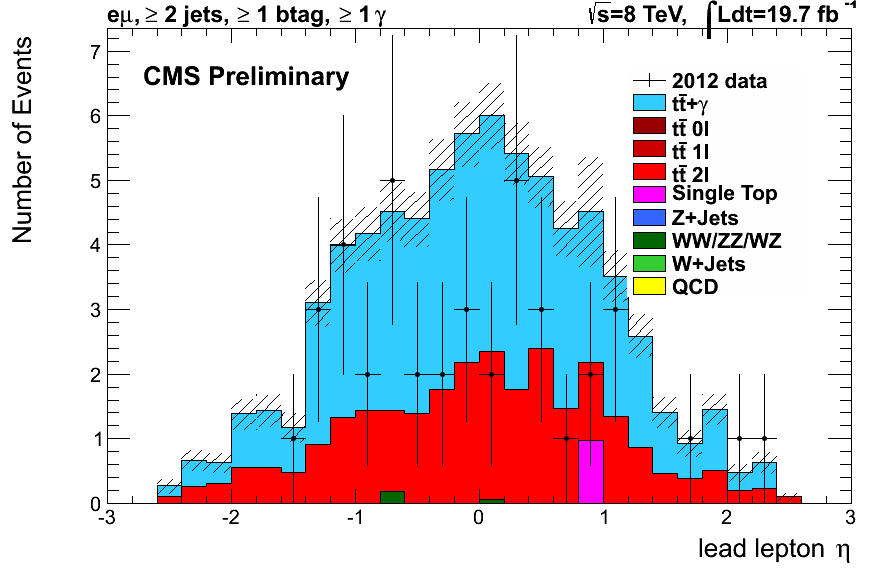 eμ, ≥ 2 jets, ≥ 1 btag, ≥ 1 γ
√s=8 TeV, ∫Ldt=19.7 fb⁻¹
CMS Preliminary
2012 data
tt̄+γ
tt̄ 0l
tt̄ 1l
tt̄ 2l
Single Top
Z+Jets
WW/ZZ/WZ
W+Jets
QCD
Number of Events
7
6
5
4
3
2
1
0
-3 -2 -1 0 1 2 3
lead lepton η